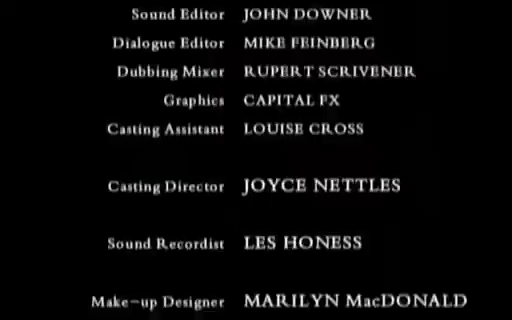 Sound Editor JOHN DOWNER
Dialogue Editor MIKE FEINBERG
Dubbing Mixer RUPERT SCRIVENER
Graphics CAPITAL FX
Casting Assistant LOUISE CROSS
Casting Director JOYCE NETTLES
Sound Recordist LES HONESS
Make-up Designer MARILYN MacDONALD